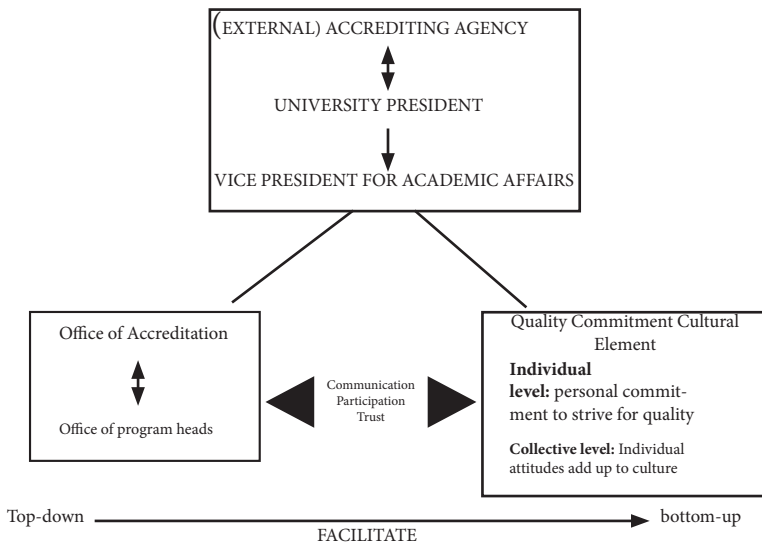 (EXTERNAL) ACCREDITING AGENCY
UNIVERSITY PRESIDENT
VICE PRESIDENT FOR ACADEMIC AFFAIRS
Office of Accreditation
Office of program heads
Communication
Participation
Trust
Quality Commitment Cultural
Element
Individual
level: personal commit-
ment to strive for quality
Collective level: Individual
attitudes add up to culture
Top-down
FACILITATE
bottom-up